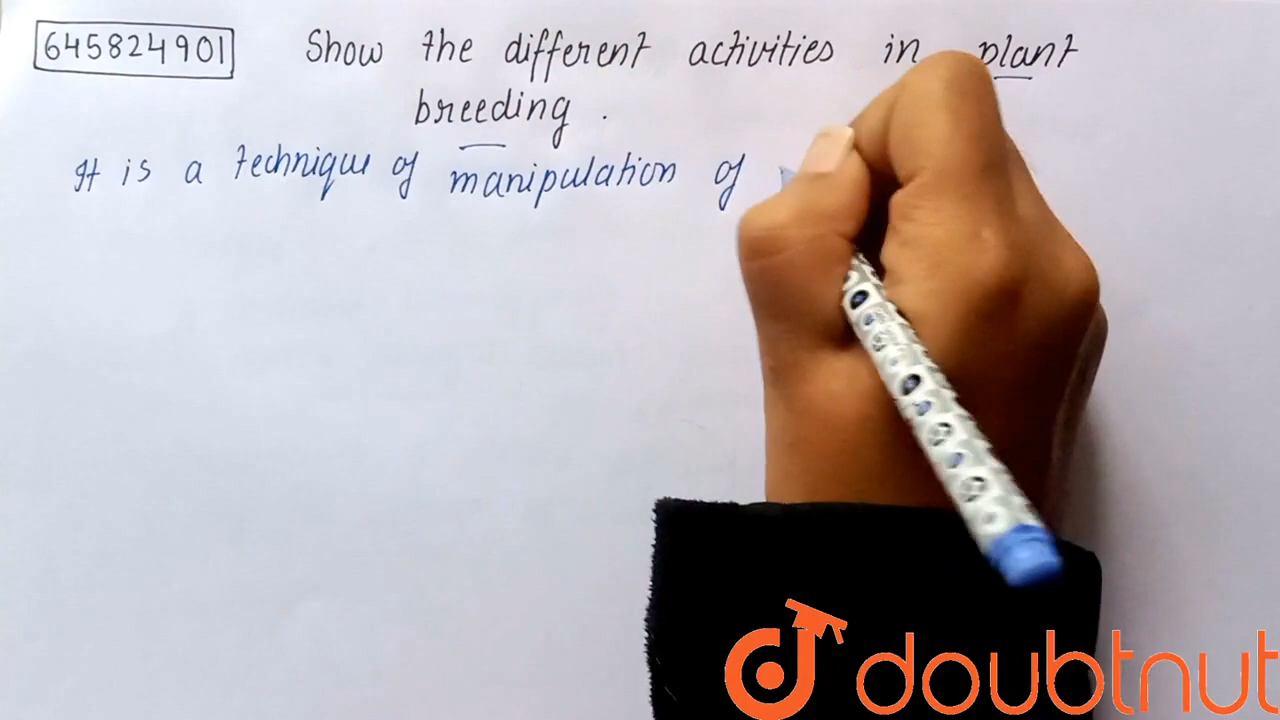 645824901 Show the different activities in plant
breeding .
It is a technique of manipulation of
doubtnut